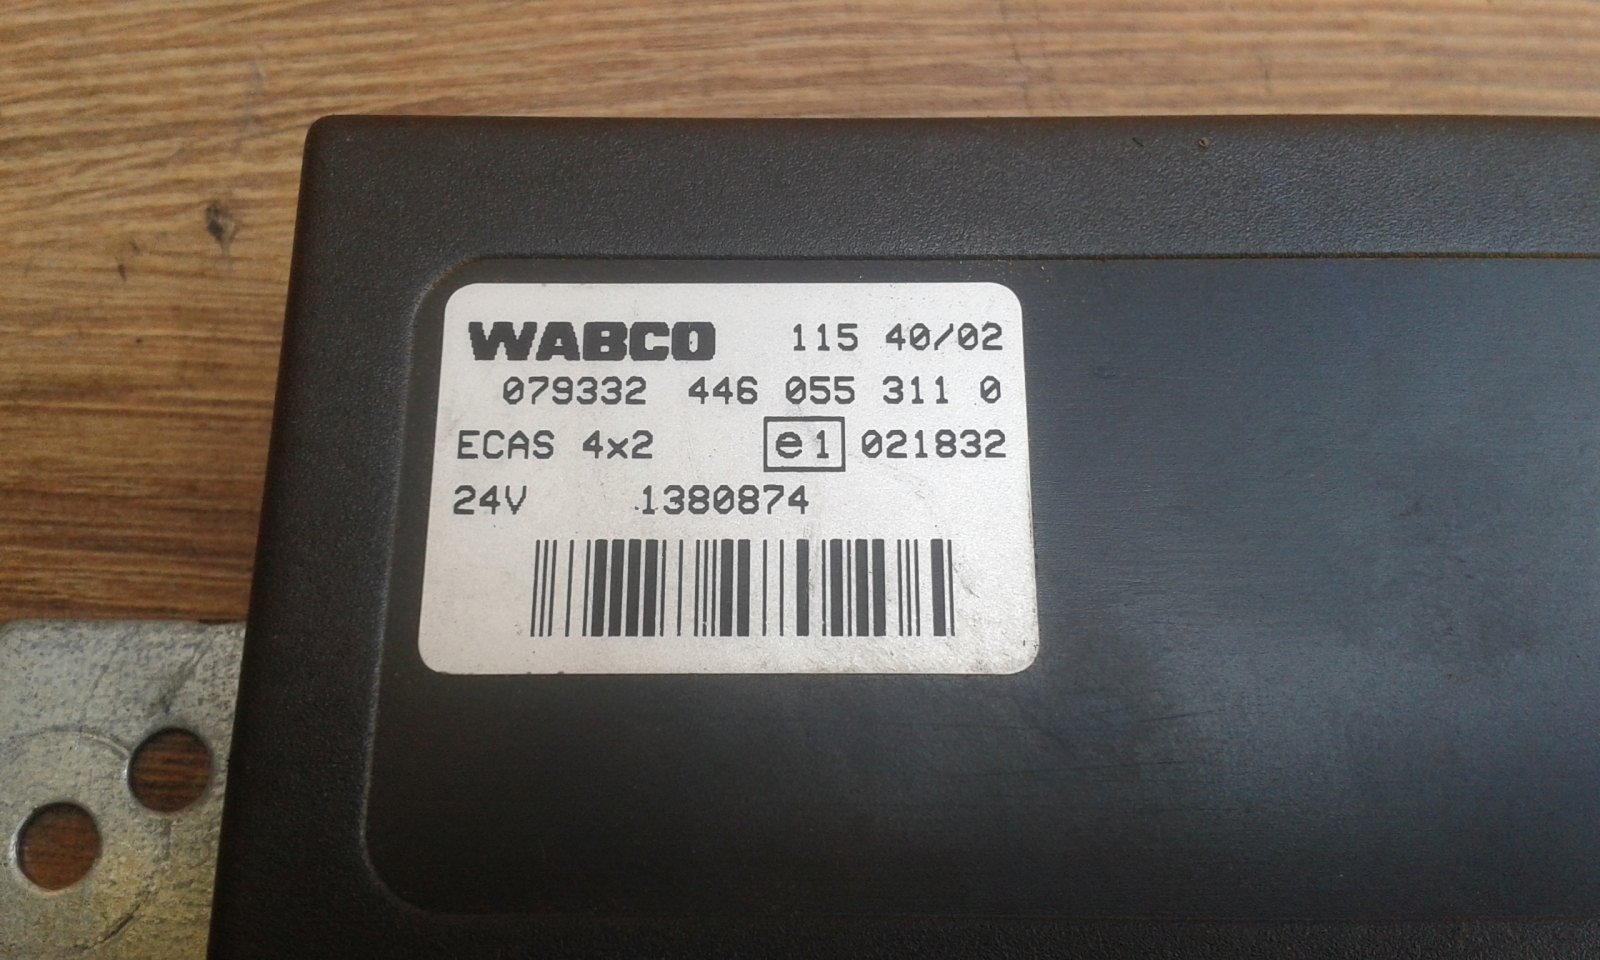 WABCO 115 40/02
079332 446 055 311 0
ECAS 4x2 e1 021832
24V 1380874